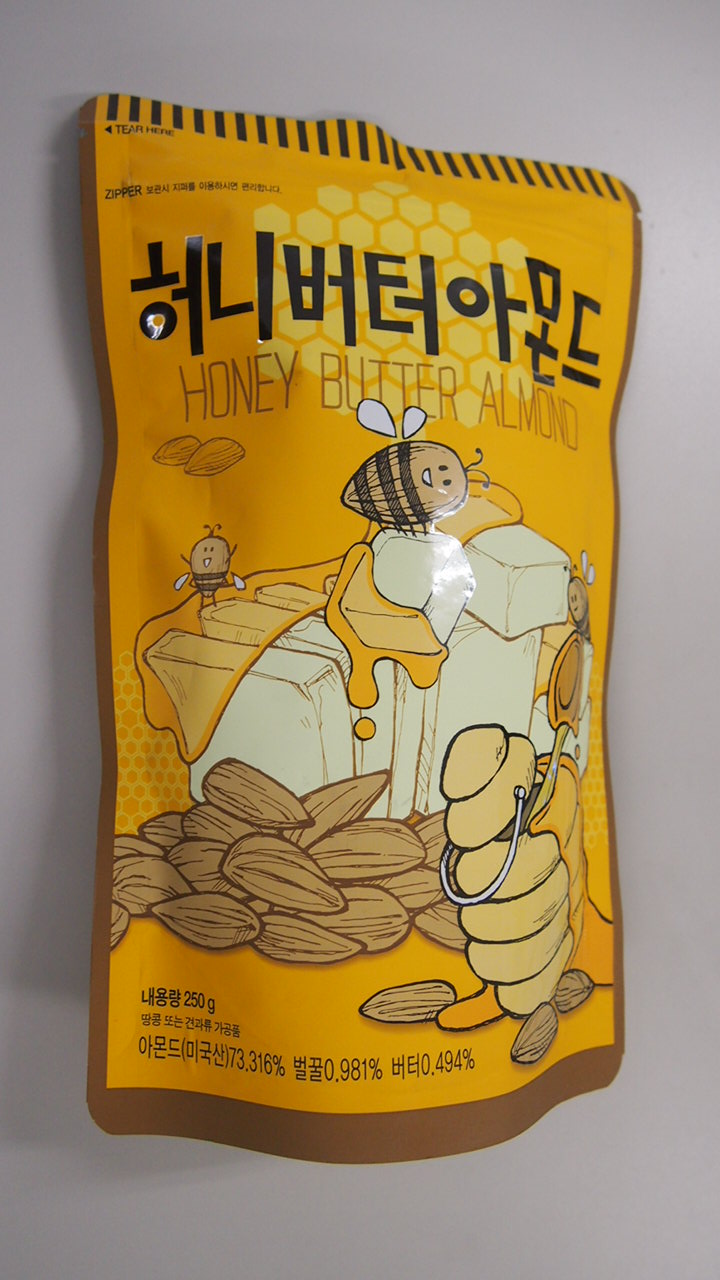 ◀ TEAR HERE
ZIPPER 보관시 지퍼를 이용하시면 편리합니다.
허니버터아몬드
HONEY BUTTER ALMOND
내용량 250 g
땅콩 또는 견과류 가공품
아몬드(미국산)73.316% 벌꿀0.981% 버터0.494%